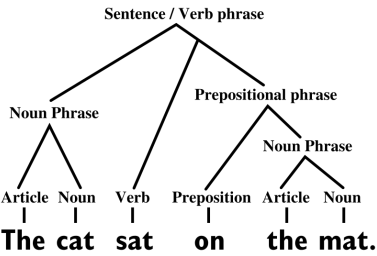 Sentence / Verb phrase
Prepositional phrase
Noun Phrase
Noun Phrase
Article Noun Verb Preposition Article Noun
The cat sat on the mat.